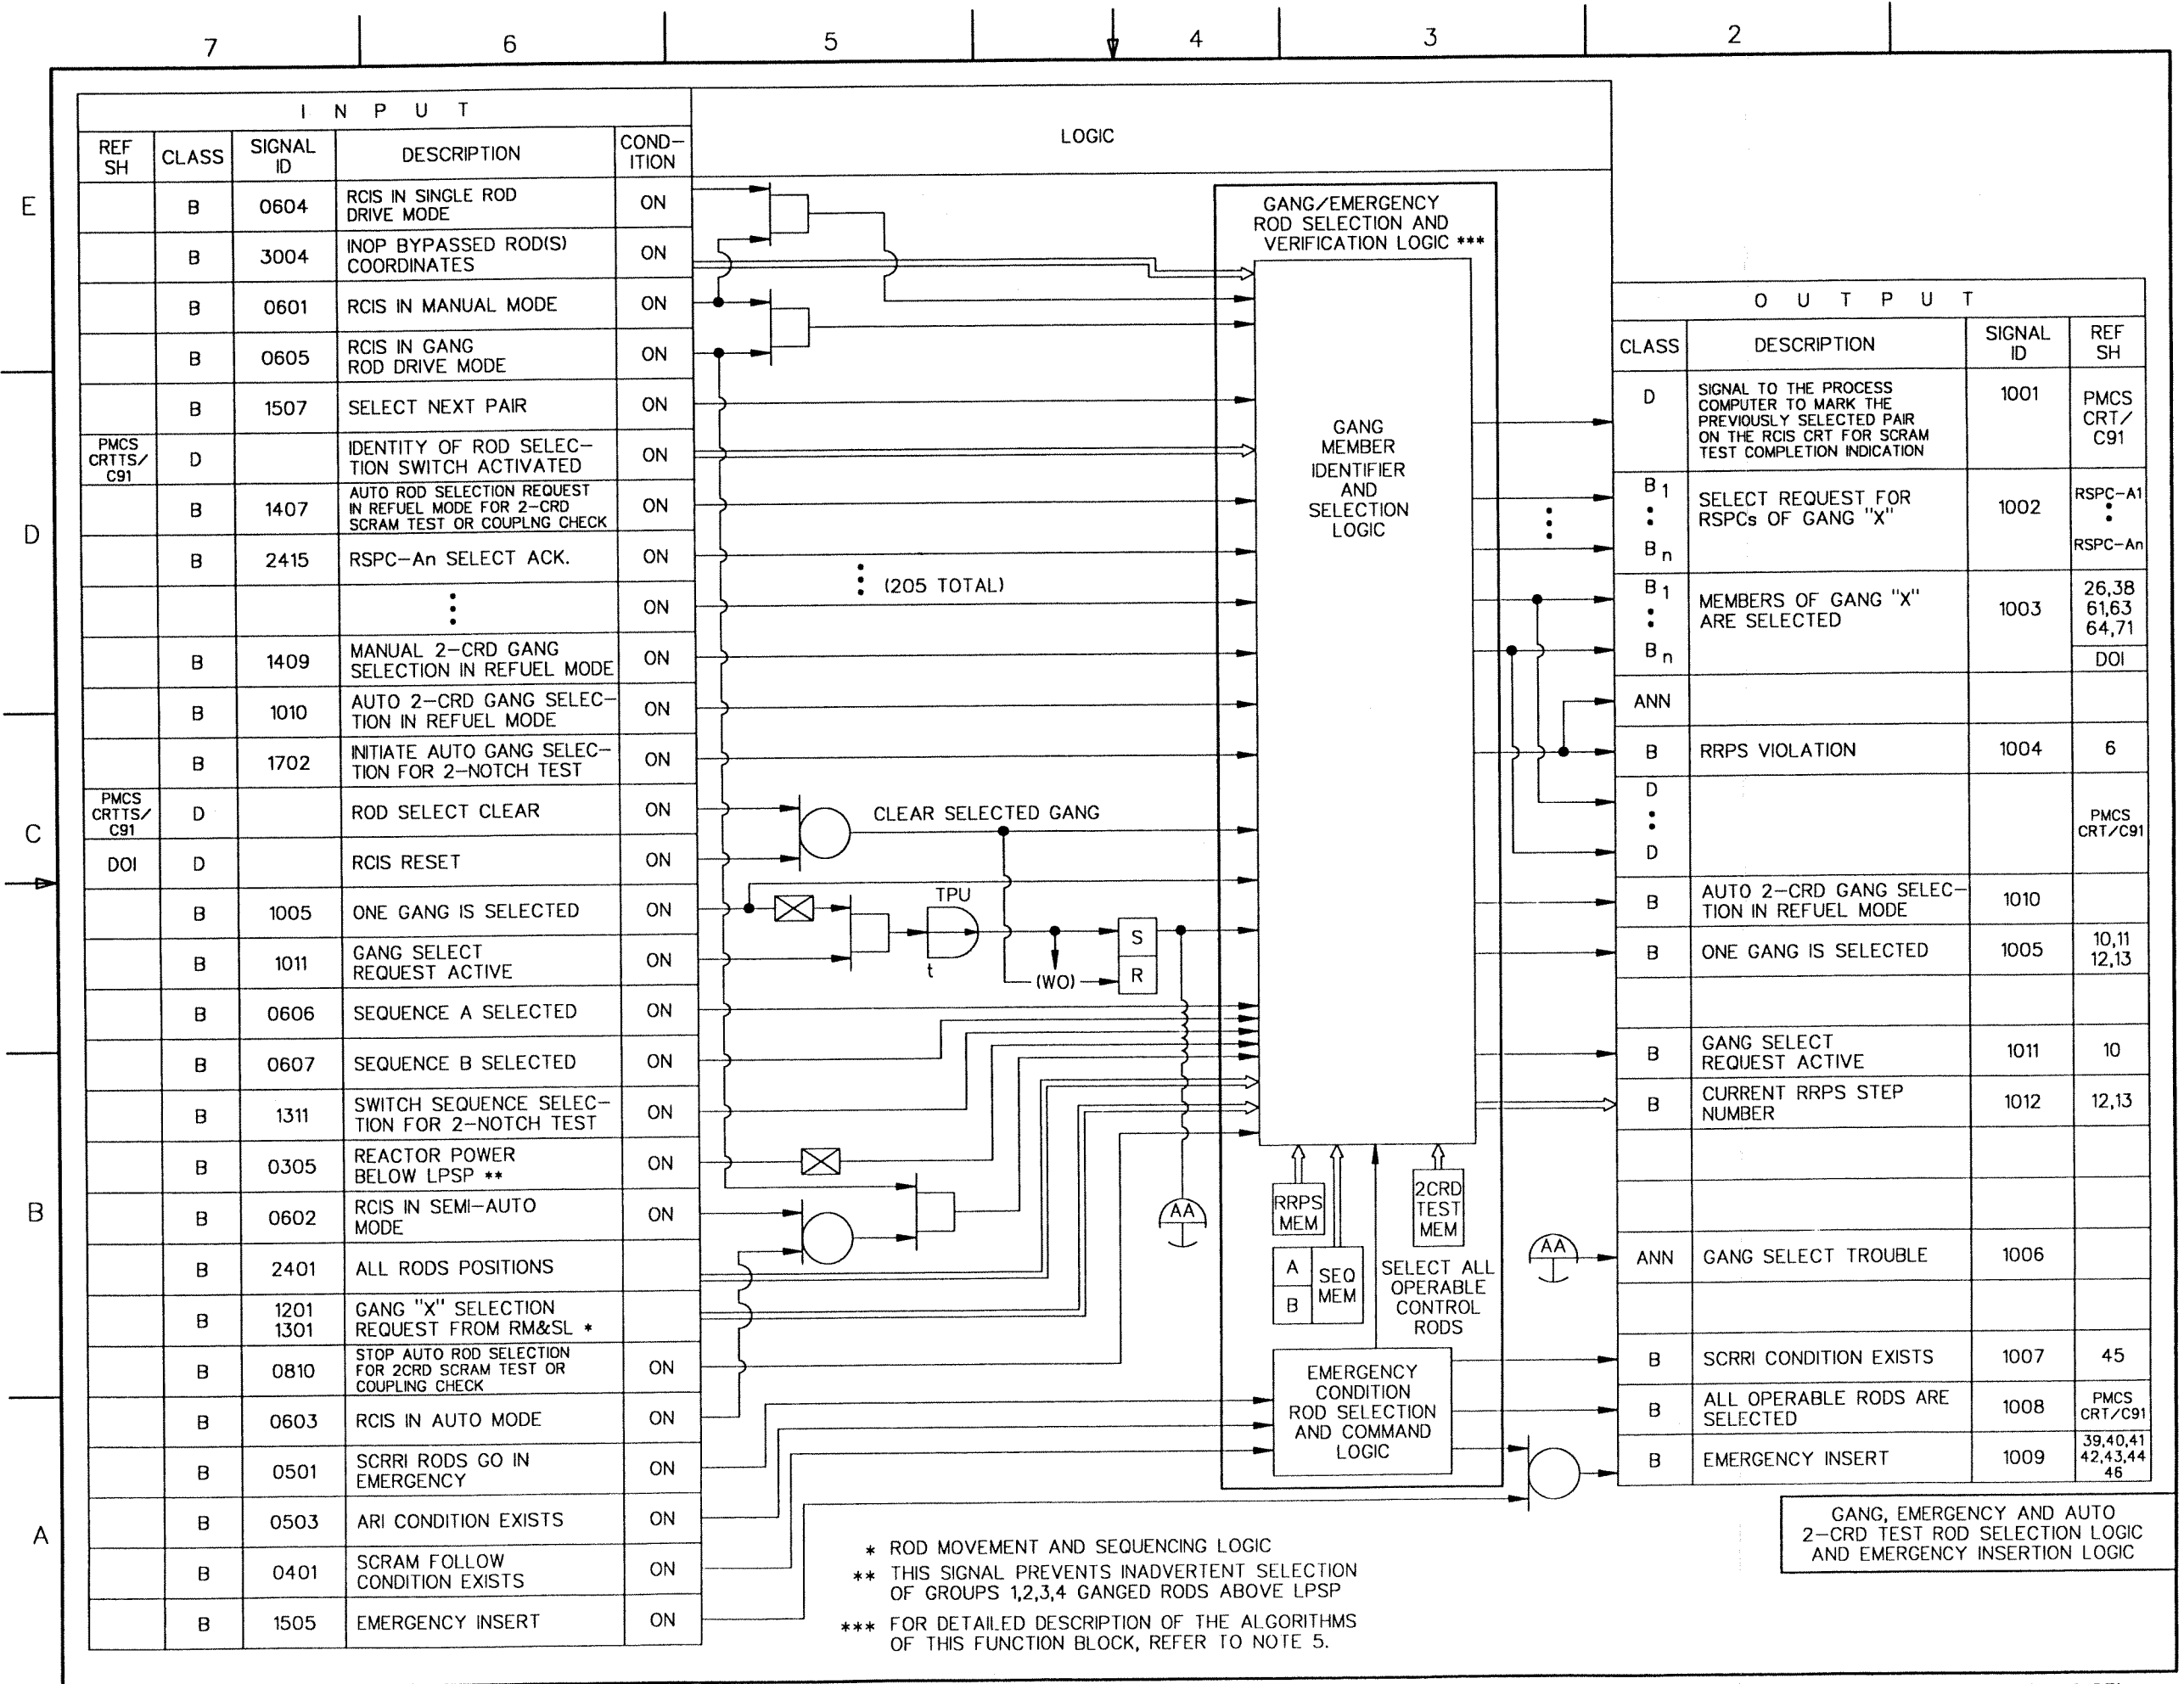 7 6 5 4 3 2
E
D
C
B
A
I N P U T
REF SH
CLASS
SIGNAL ID
DESCRIPTION
COND-ITION
LOGIC
B 0604 RCIS IN SINGLE ROD DRIVE MODE ON
B 3004 INOP BYPASSED ROD(S) COORDINATES ON
B 0601 RCIS IN MANUAL MODE ON
B 0605 RCIS IN GANG ROD DRIVE MODE ON
B 1507 SELECT NEXT PAIR ON
PMCS CRTTS/ C91 D IDENTITY OF ROD SELEC-TION SWITCH ACTIVATED ON
B 1407 AUTO ROD SELECTION REQUEST IN REFUEL MODE FOR 2-CRD SCRAM TEST OR COUPLNG CHECK ON
B 2415 RSPC-An SELECT ACK. ON
ON
(205 TOTAL)
B 1409 MANUAL 2-CRD GANG SELECTION IN REFUEL MODE ON
B 1010 AUTO 2-CRD GANG SELEC-TION IN REFUEL MODE ON
B 1702 INITIATE AUTO GANG SELEC-TION FOR 2-NOTCH TEST ON
PMCS CRTTS/ C91 D ROD SELECT CLEAR ON
DOI D RCIS RESET ON
B 1005 ONE GANG IS SELECTED ON
B 1011 GANG SELECT REQUEST ACTIVE ON
B 0606 SEQUENCE A SELECTED ON
B 0607 SEQUENCE B SELECTED ON
B 1311 SWITCH SEQUENCE SELEC-TION FOR 2-NOTCH TEST ON
B 0305 REACTOR POWER BELOW LPSP ** ON
B 0602 RCIS IN SEMI-AUTO MODE ON
B 2401 ALL RODS POSITIONS
B 1201 1301 GANG "X" SELECTION REQUEST FROM RM&SL *
B 0810 STOP AUTO ROD SELECTION FOR 2CRD SCRAM TEST OR COUPLING CHECK ON
B 0603 RCIS IN AUTO MODE ON
B 0501 SCRRI RODS GO IN EMERGENCY ON
B 0503 ARI CONDITION EXISTS ON
B 0401 SCRAM FOLLOW CONDITION EXISTS ON
B 1505 EMERGENCY INSERT ON
CLEAR SELECTED GANG
TPU
t
(WO)
S
R
AA
GANG/EMERGENCY
ROD SELECTION AND
VERIFICATION LOGIC ***
GANG
MEMBER
IDENTIFIER
AND
SELECTION
LOGIC
RRPS
MEM
A
B
SEQ
MEM
2CRD
TEST
MEM
SELECT ALL
OPERABLE
CONTROL
RODS
EMERGENCY
CONDITION
ROD SELECTION
AND COMMAND
LOGIC
O U T P U T
CLASS
DESCRIPTION
SIGNAL ID
REF SH
D SIGNAL TO THE PROCESS COMPUTER TO MARK THE PREVIOUSLY SELECTED PAIR ON THE RCIS CRT FOR SCRAM TEST COMPLETION INDICATION 1001 PMCS CRT/ C91
B1 Bn SELECT REQUEST FOR RSPCs OF GANG "X" 1002 RSPC-A1 RSPC-An
B1 Bn MEMBERS OF GANG "X" ARE SELECTED 1003 26,38 61,63 64,71 DOI
ANN
B RRPS VIOLATION 1004 6
D D PMCS CRT/C91
B AUTO 2-CRD GANG SELEC-TION IN REFUEL MODE 1010
B ONE GANG IS SELECTED 1005 10,11 12,13
B GANG SELECT REQUEST ACTIVE 1011 10
B CURRENT RRPS STEP NUMBER 1012 12,13
AA
ANN GANG SELECT TROUBLE 1006
B SCRRI CONDITION EXISTS 1007 45
B ALL OPERABLE RODS ARE SELECTED 1008 PMCS CRT/C91
B EMERGENCY INSERT 1009 39,40,41 42,43,44 46
* ROD MOVEMENT AND SEQUENCING LOGIC
** THIS SIGNAL PREVENTS INADVERTENT SELECTION
OF GROUPS 1,2,3,4 GANGED RODS ABOVE LPSP
*** FOR DETAILED DESCRIPTION OF THE ALGORITHMS
OF THIS FUNCTION BLOCK, REFER TO NOTE 5.
GANG, EMERGENCY AND AUTO
2-CRD TEST ROD SELECTION LOGIC
AND EMERGENCY INSERTION LOGIC